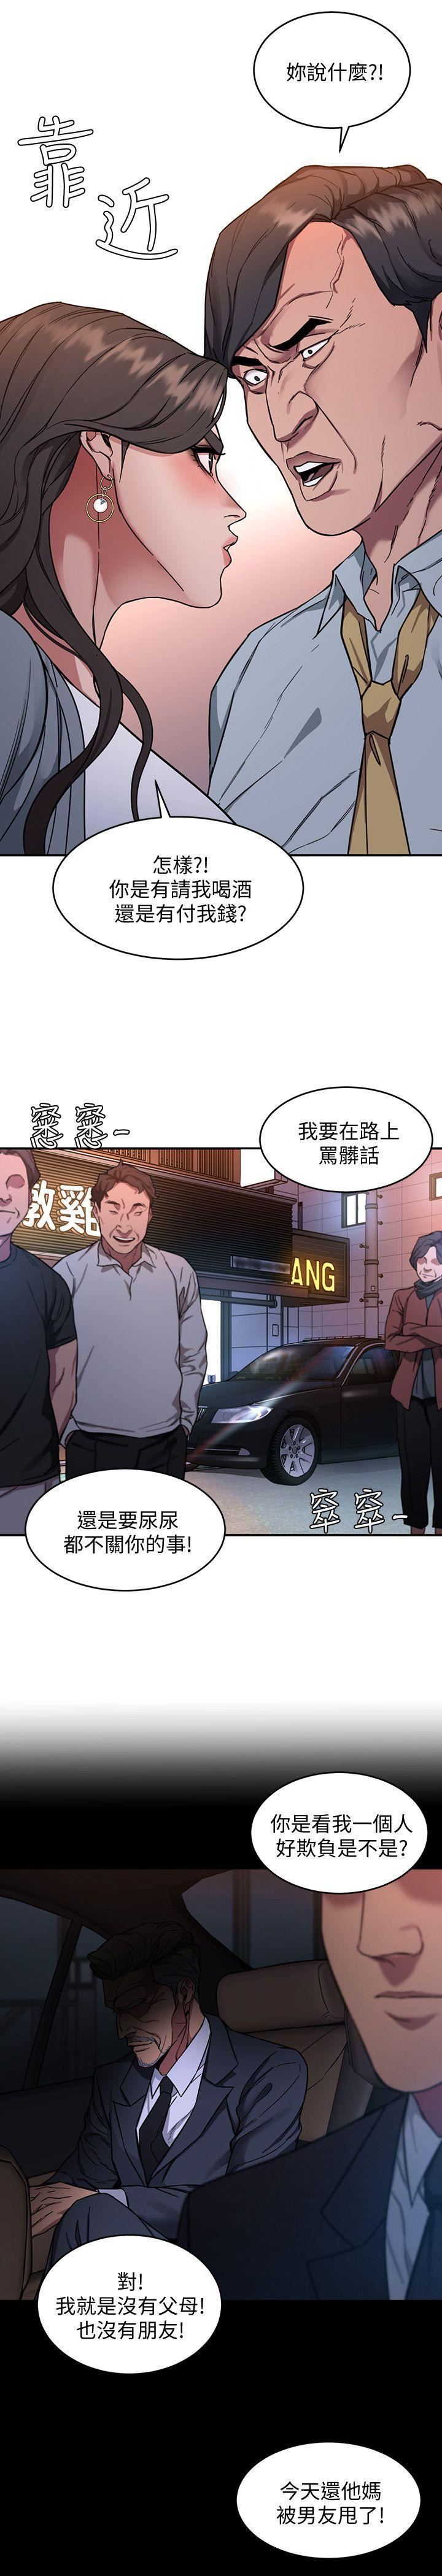 妳說什麼?!
靠近
怎樣?!
你是有請我喝酒
還是有付我錢?
窸窸-
我要在路上
罵髒話
教雞
ANG
窣窣-
還是要尿尿
都不關你的事!
你是看我一個人
好欺負是不是?
對!
我就是沒有父母!
也沒有朋友!
今天還他媽
被男友甩了!